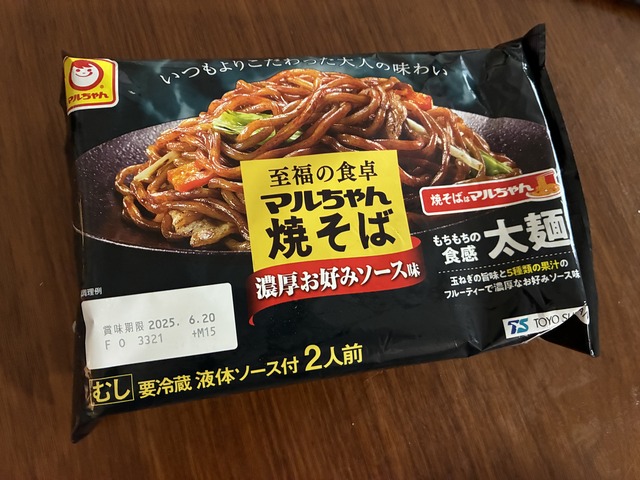 いつもよりこだわった大人の味わい
マルちゃん
至福の食卓
マルちゃん
焼そば
濃厚お好みソース味
焼そばはマルちゃん
もちもちの
食感
太麺
玉ねぎの旨味と5種類の果汁の
フルーティーで濃厚なお好みソース味
調理例
賞味期限 2025. 6.20
F O 3321 +M15
TS TOYO SU
むし 要冷蔵 液体ソース付 2人前